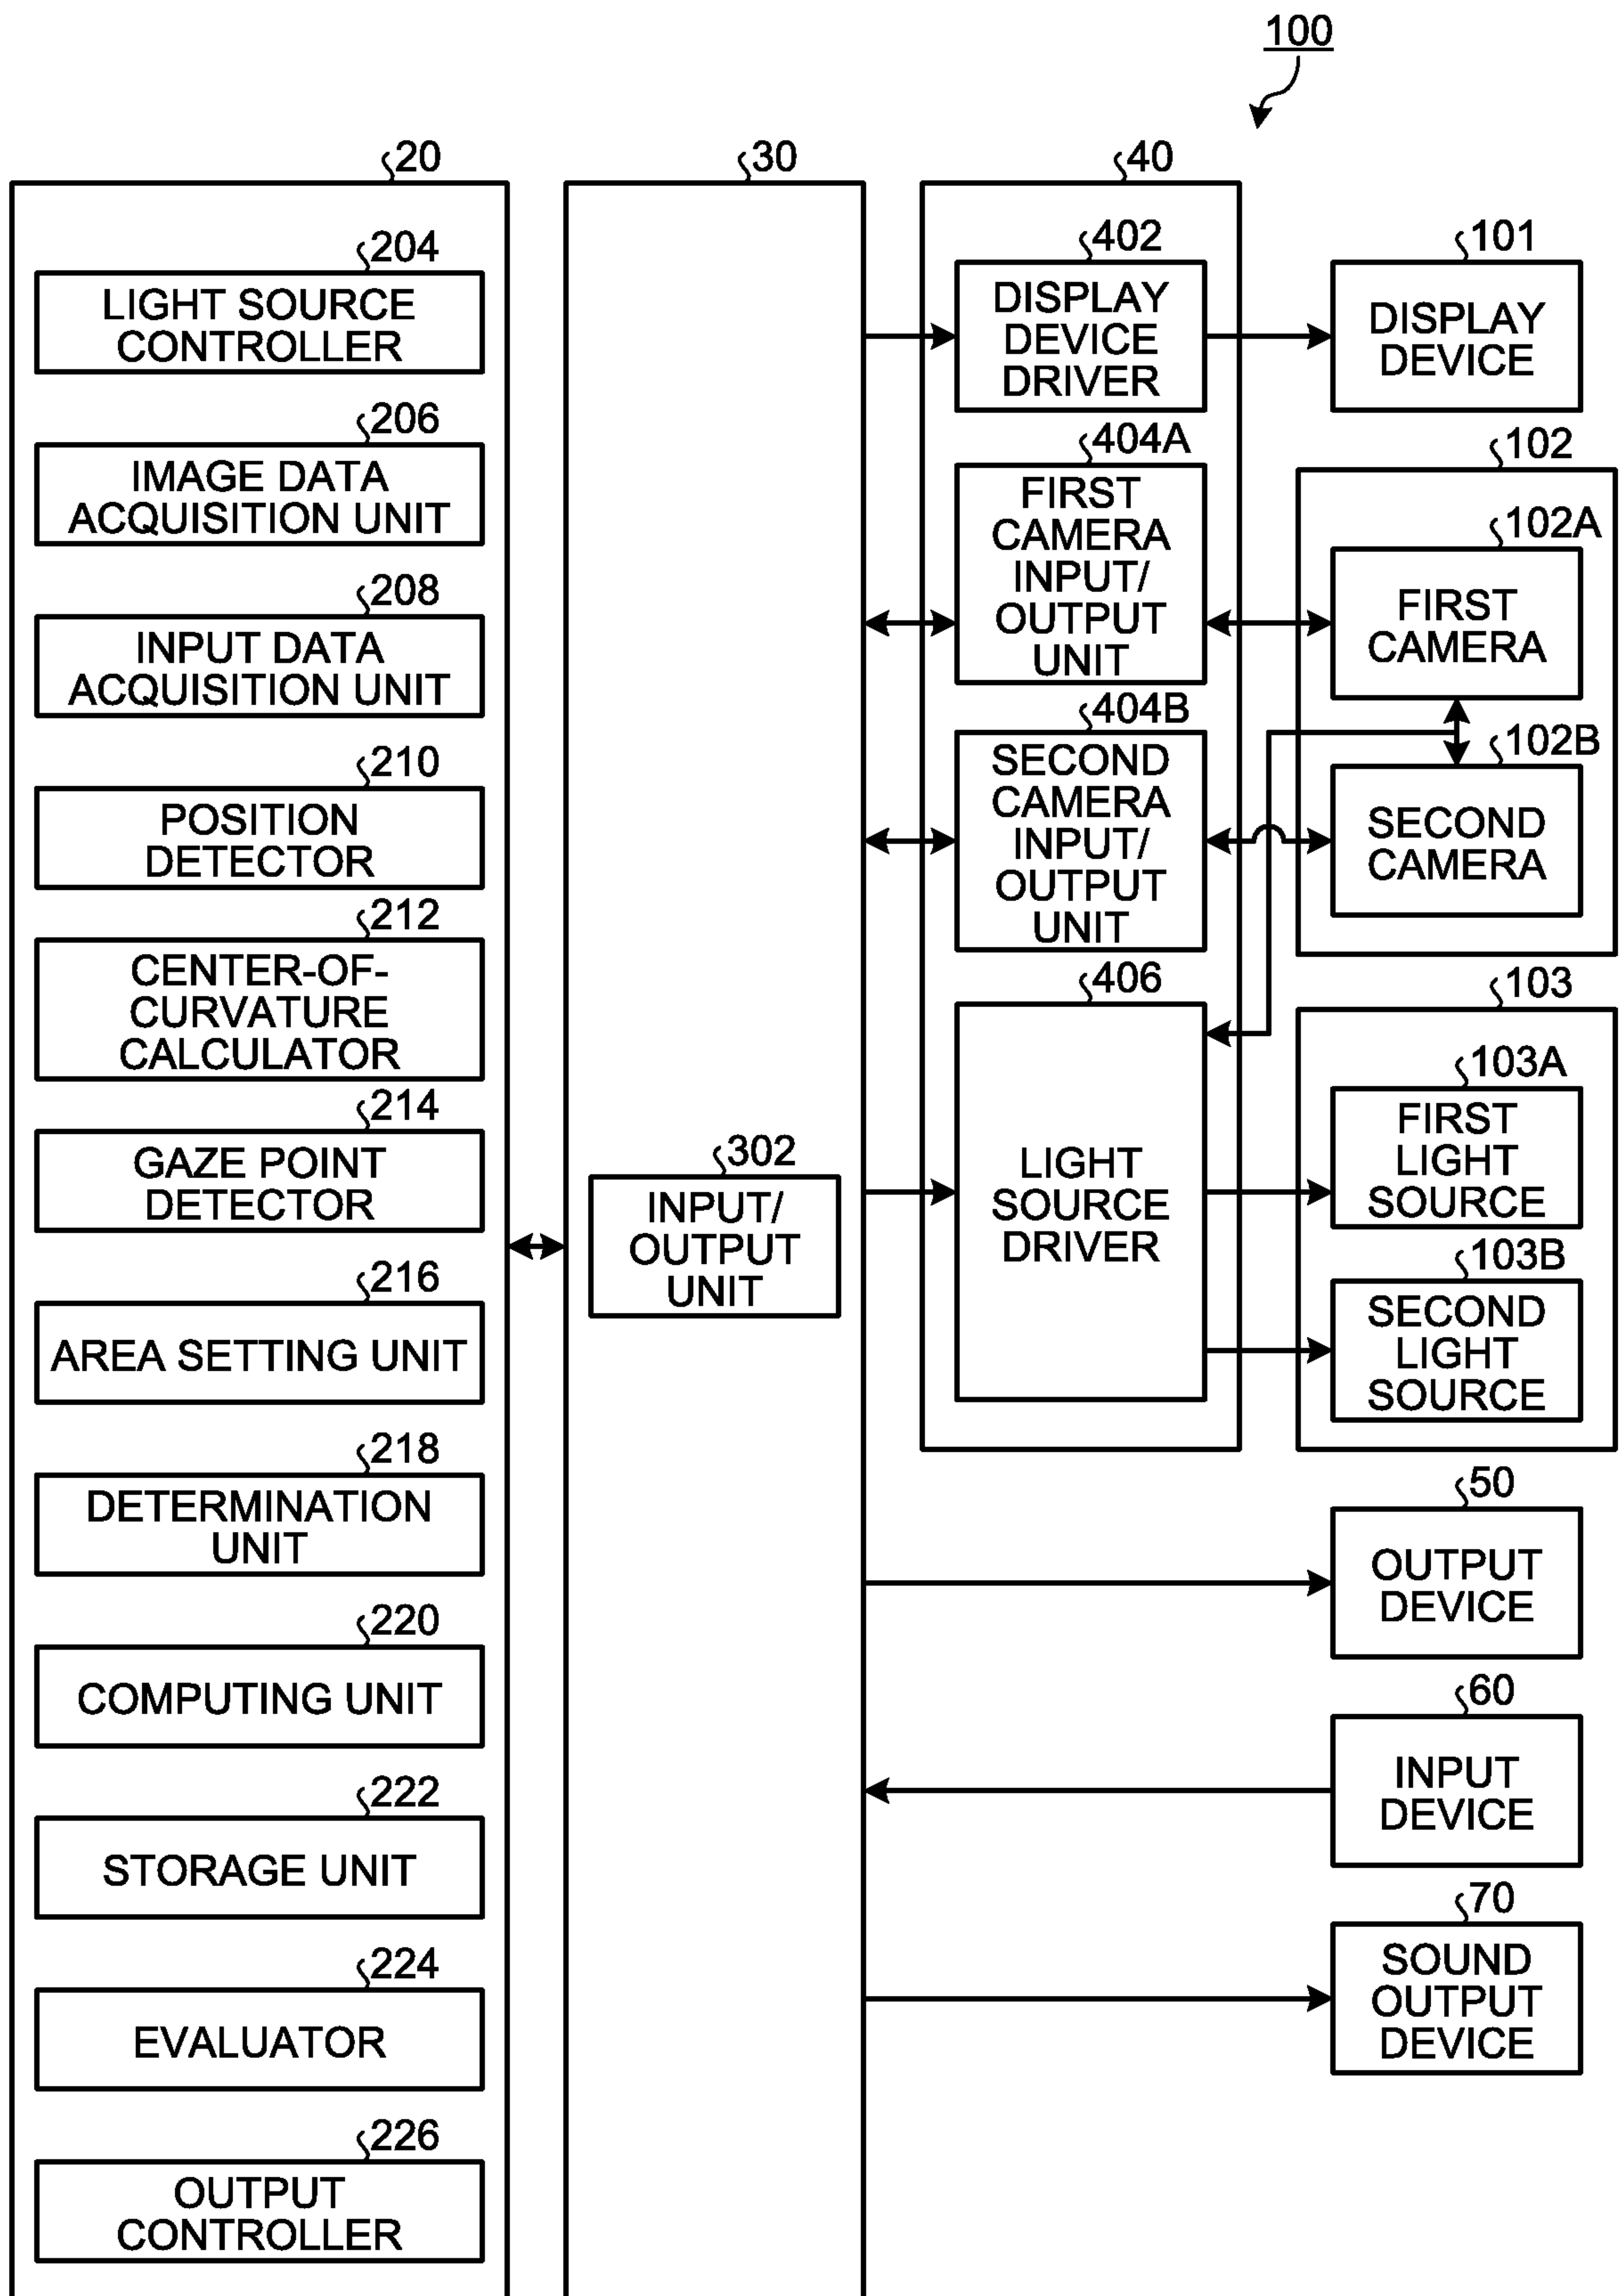 100
20
204
LIGHT SOURCE
CONTROLLER
206
IMAGE DATA
ACQUISITION UNIT
208
INPUT DATA
ACQUISITION UNIT
210
POSITION
DETECTOR
212
CENTER-OF-
CURVATURE
CALCULATOR
214
GAZE POINT
DETECTOR
216
AREA SETTING UNIT
218
DETERMINATION
UNIT
220
COMPUTING UNIT
222
STORAGE UNIT
224
EVALUATOR
226
OUTPUT
CONTROLLER
30
302
INPUT/
OUTPUT
UNIT
40
402
DISPLAY
DEVICE
DRIVER
404A
FIRST
CAMERA
INPUT/
OUTPUT
UNIT
404B
SECOND
CAMERA
INPUT/
OUTPUT
UNIT
406
LIGHT
SOURCE
DRIVER
101
DISPLAY
DEVICE
102
102A
FIRST
CAMERA
102B
SECOND
CAMERA
103
103A
FIRST
LIGHT
SOURCE
103B
SECOND
LIGHT
SOURCE
50
OUTPUT
DEVICE
60
INPUT
DEVICE
70
SOUND
OUTPUT
DEVICE